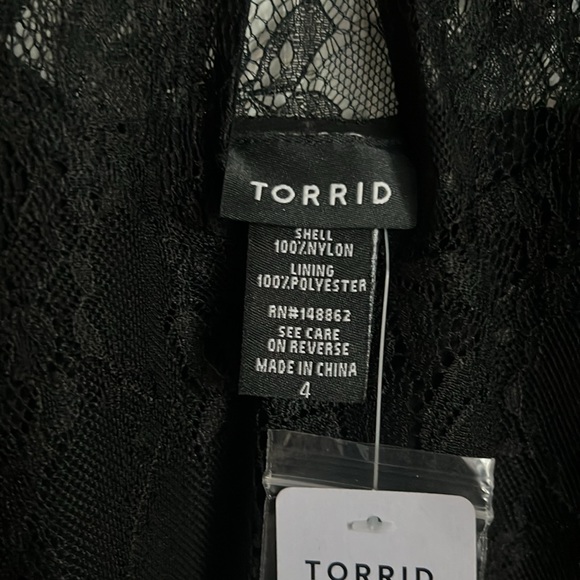 TORRID
SHELL
100%NYLON
LINING
100%POLYESTER
RN#148862
SEE CARE
ON REVERSE
MADE IN CHINA
4
TORRID